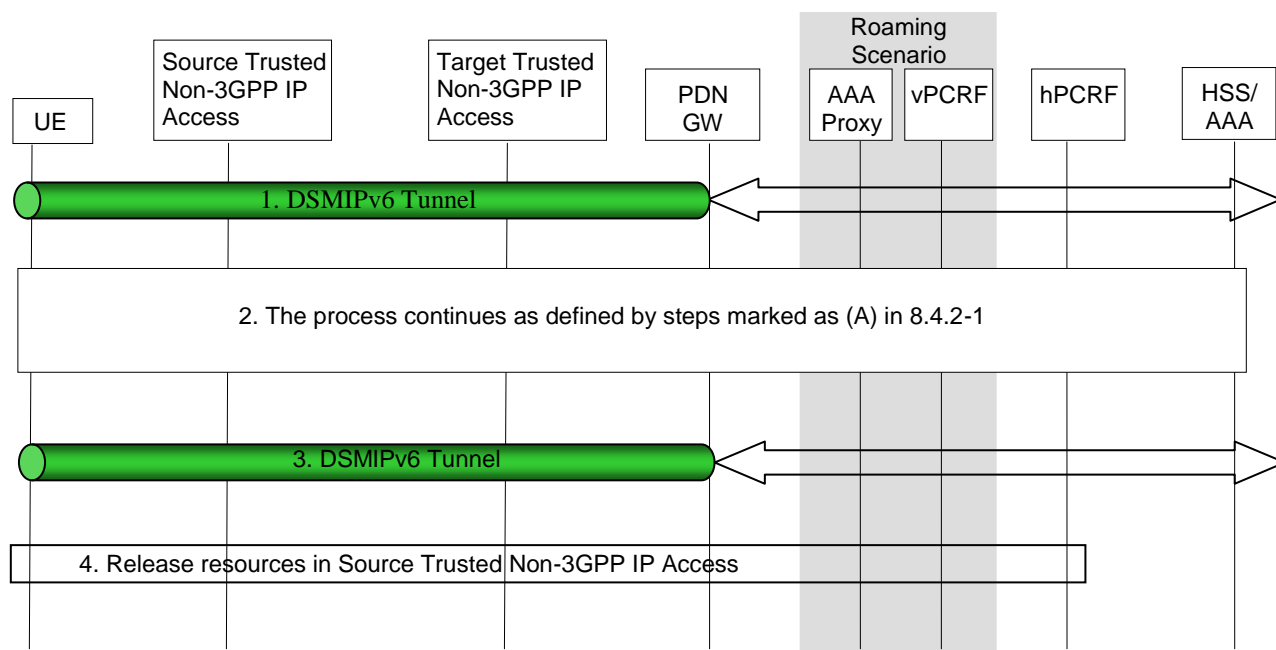 Roaming
Scenario
UE
Source Trusted
Non-3GPP IP
Access
Target Trusted
Non-3GPP IP
Access
PDN
GW
AAA
Proxy
vPCRF
hPCRF
HSS/
AAA
1. DSMIPv6 Tunnel
2. The process continues as defined by steps marked as (A) in 8.4.2-1
3. DSMIPv6 Tunnel
4. Release resources in Source Trusted Non-3GPP IP Access